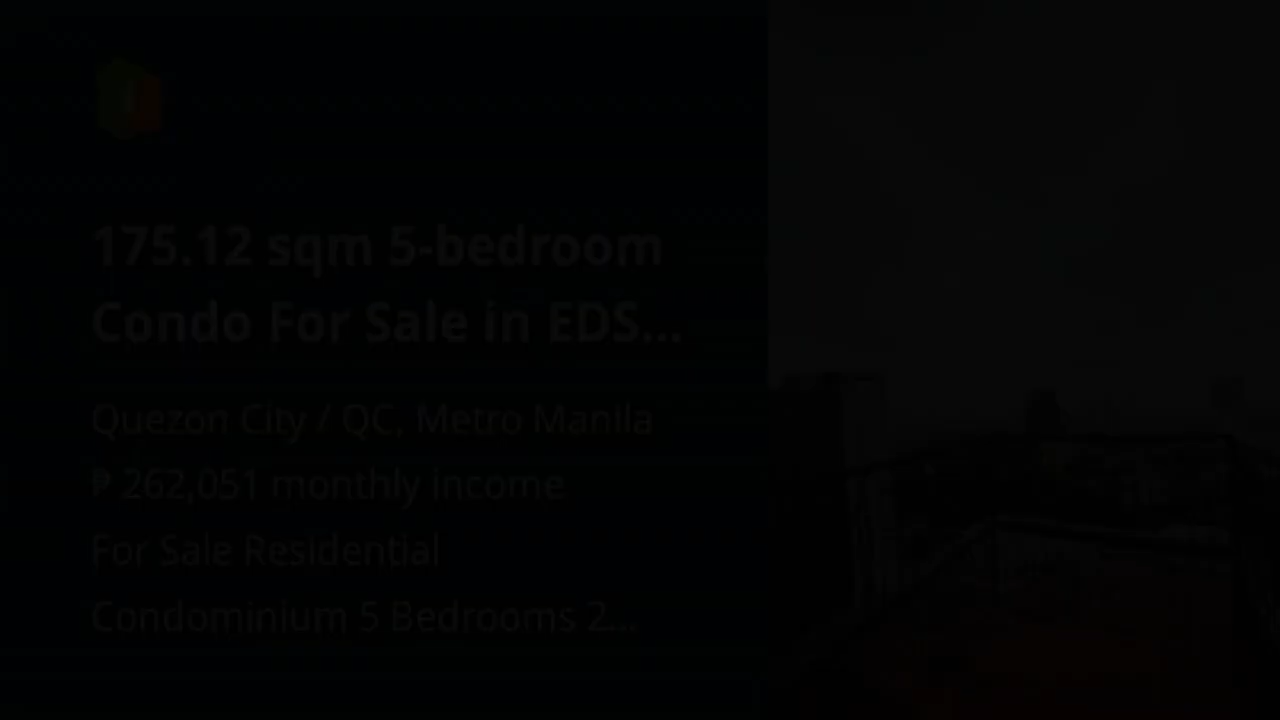 175.12 sqm 5-bedroom
Condo For Sale in EDS...
Quezon City / QC, Metro Manila
₱ 262,051 monthly income
For Sale Residential
Condominium 5 Bedrooms 2...